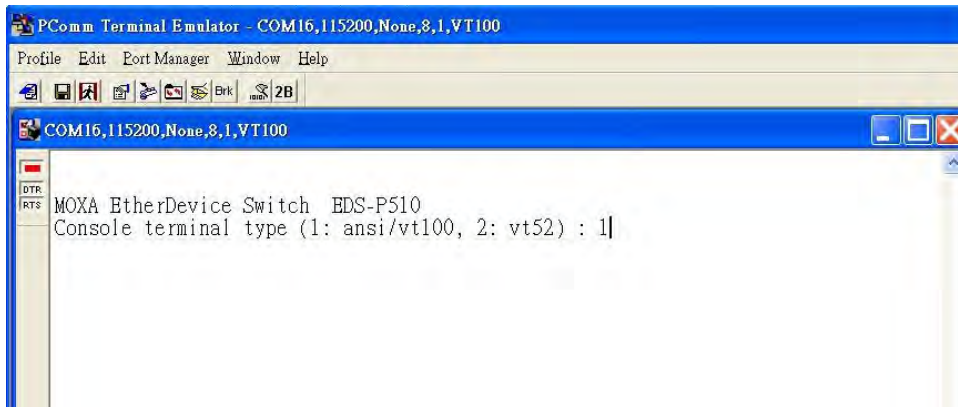 PComm Terminal Emulator - COM16,115200,None,8,1,VT100
Profile Edit Port Manager Window Help
Brk 2B
COM16,115200,None,8,1,VT100
DTR
RTS
MOXA EtherDevice Switch EDS-P510
Console terminal type (1: ansi/vt100, 2: vt52) : 1